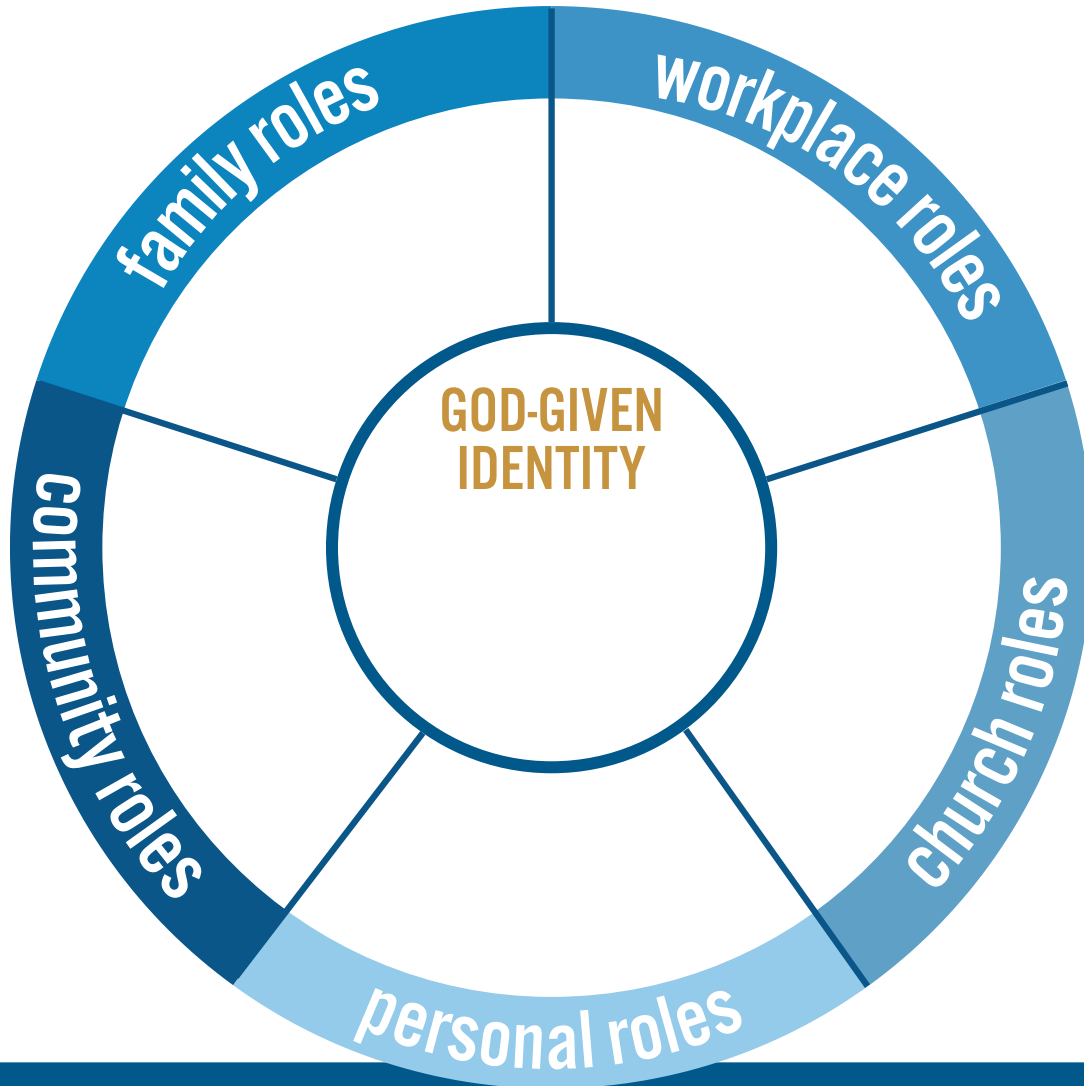 family roles
workplace roles
GOD-GIVEN
IDENTITY
community roles
church roles
personal roles